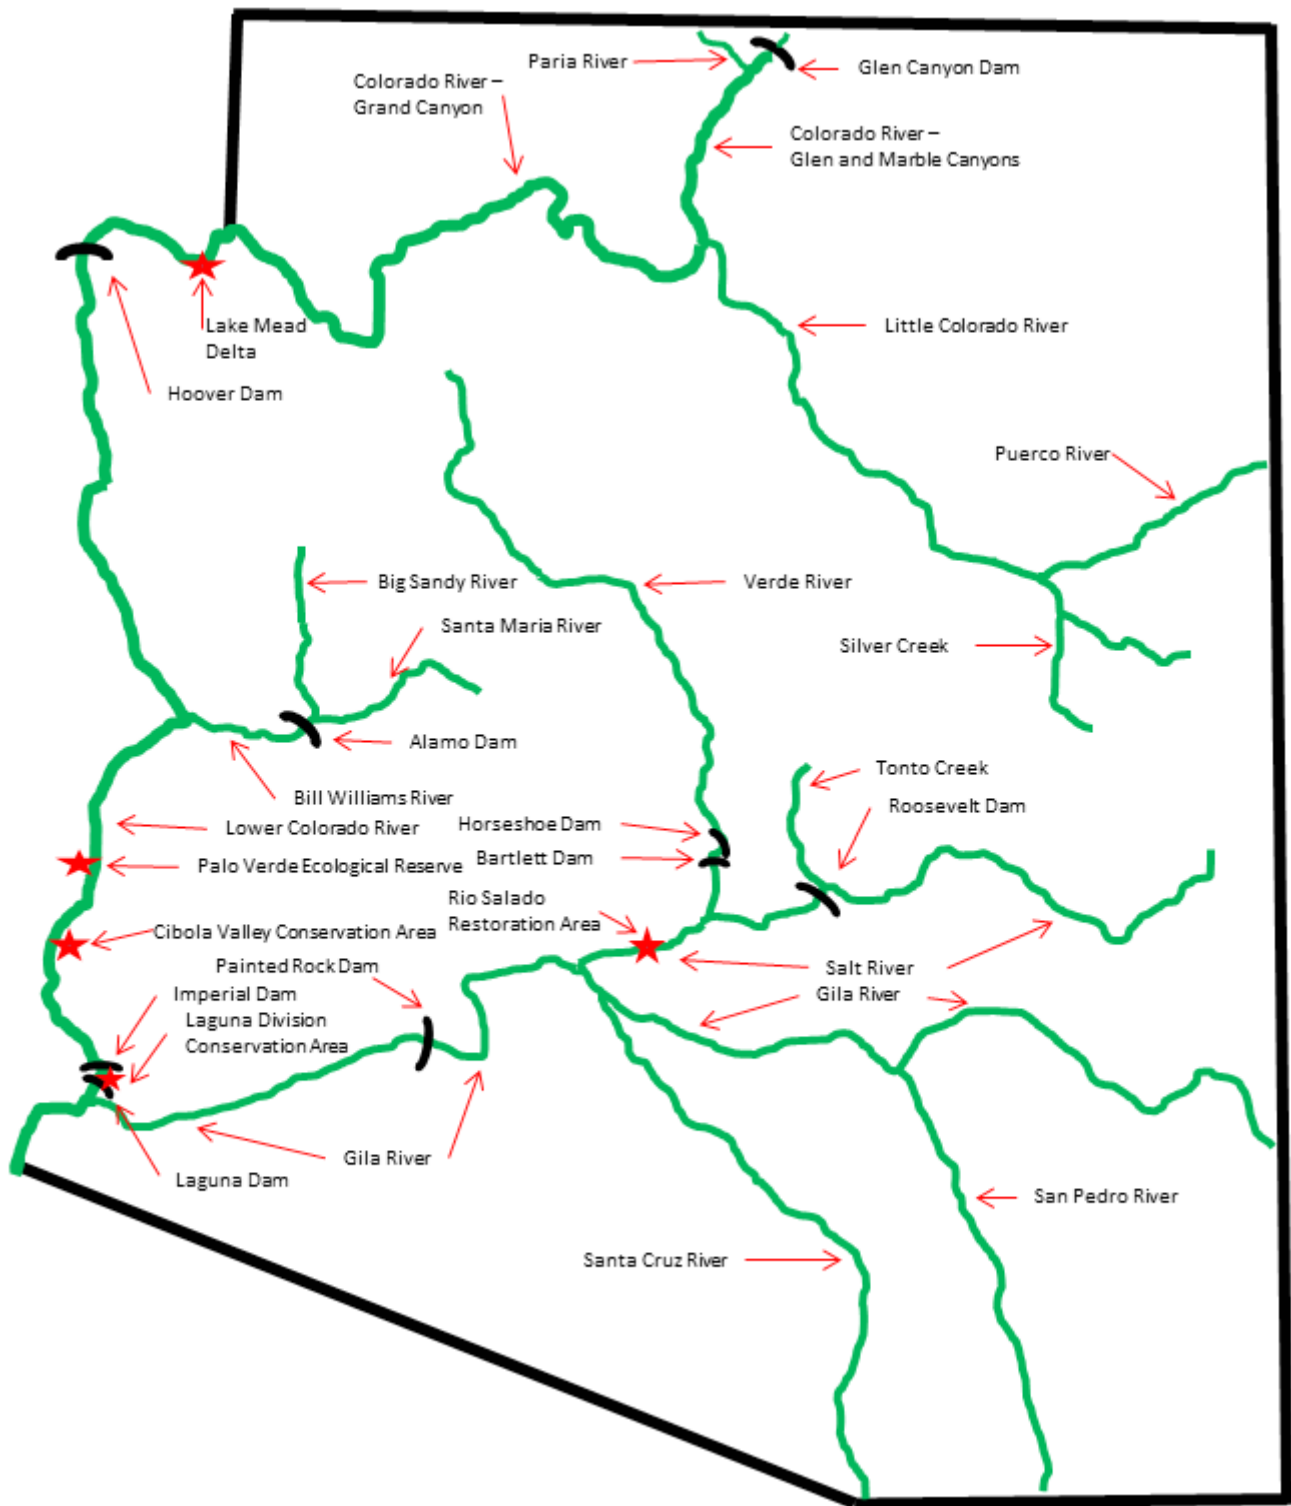 Paria River
Glen Canyon Dam
Colorado River –
Grand Canyon
Colorado River –
Glen and Marble Canyons
Lake Mead
Delta
Little Colorado River
Hoover Dam
Puerco River
Big Sandy River
Verde River
Santa Maria River
Silver Creek
Alamo Dam
Tonto Creek
Bill Williams River
Roosevelt Dam
Horseshoe Dam
Lower Colorado River
Bartlett Dam
Palo Verde Ecological Reserve
Rio Salado
Restoration Area
Cibola Valley Conservation Area
Painted Rock Dam
Salt River
Imperial Dam
Gila River
Laguna Division
Conservation Area
Gila River
Laguna Dam
San Pedro River
Santa Cruz River